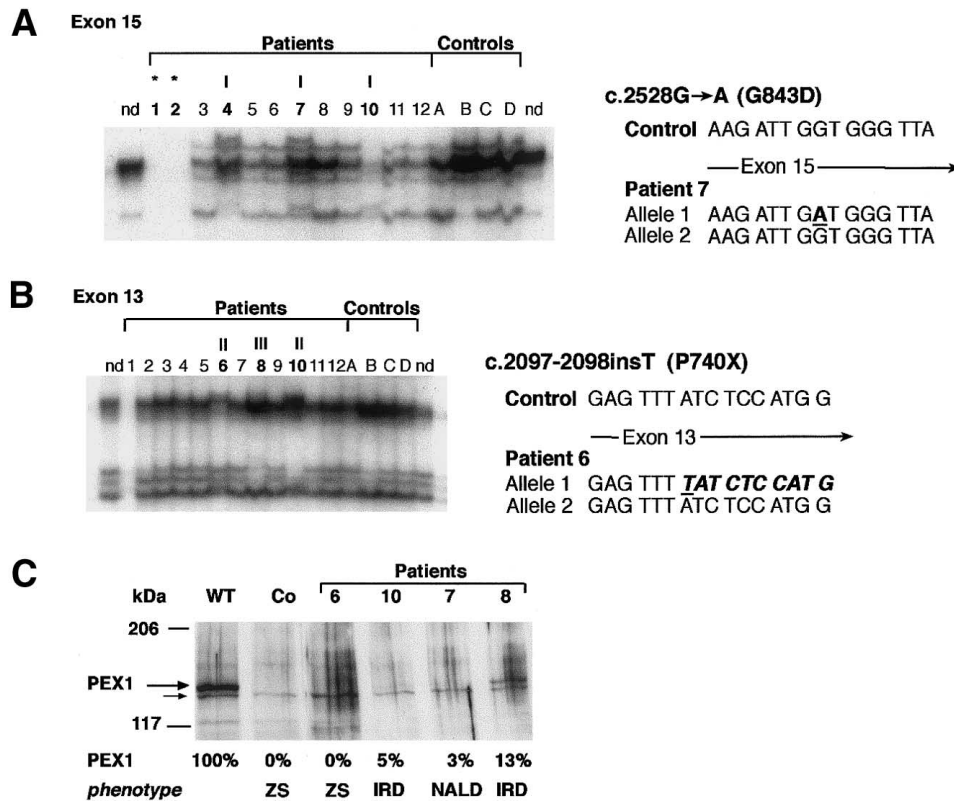 A Exon 15
Patients Controls
* * I I I
nd 1 2 3 4 5 6 7 8 9 10 11 12 A B C D nd
c.2528G→A (G843D)
Control AAG ATT GGT GGG TTA
Exon 15
Patient 7
Allele 1 AAG ATT GAT GGG TTA
Allele 2 AAG ATT GGT GGG TTA
B Exon 13
Patients Controls
II III II
nd 1 2 3 4 5 6 7 8 9 10 11 12 A B C D nd
c.2097-2098insT (P740X)
Control GAG TTT ATC TCC ATG G
Exon 13
Patient 6
Allele 1 GAG TTT TAT CTC CAT G
Allele 2 GAG TTT ATC TCC ATG G
C
Patients
kDa WT Co 6 10 7 8
206
PEX1
117
PEX1 100% 0% 0% 5% 3% 13%
phenotype ZS ZS IRD NALD IRD